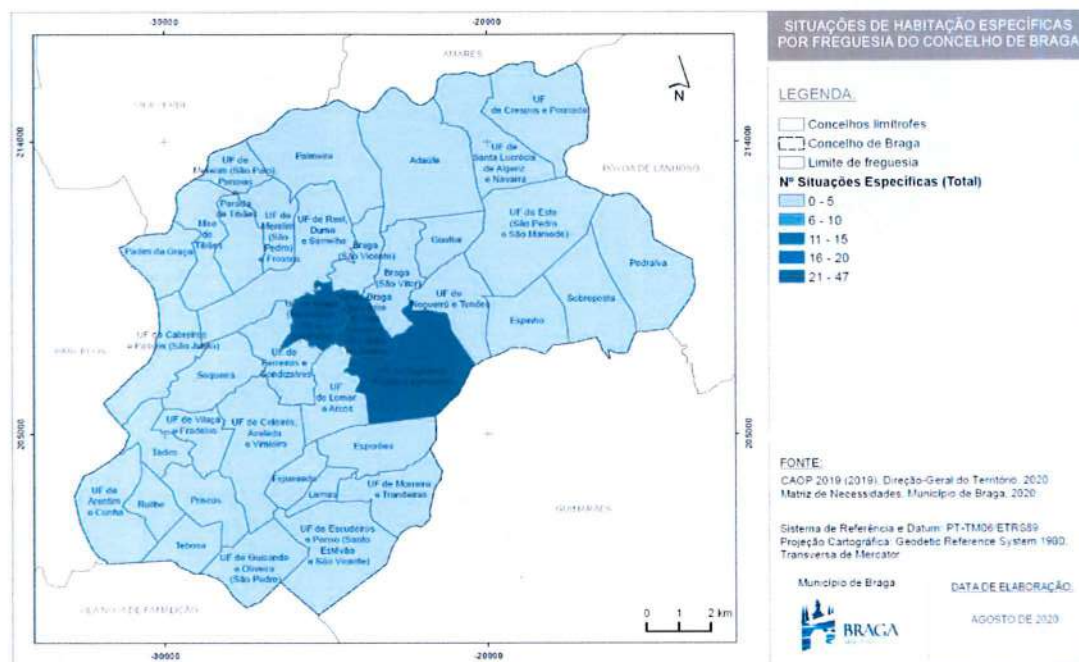 -30000
-20000
SITUAÇÕES DE HABITAÇÃO ESPECÍFICAS
POR FREGUESIA DO CONCELHO DE BRAGA
AMARES
N
214000
214000
LEGENDA:
Concelhos limítrofes
Concelho de Braga
Limite de freguesia
Nº Situações Específicas (Total)
0 - 5
6 - 10
11 - 15
16 - 20
21 - 47
UF
de Crespos e Pousada
Palmeira
Adaúfe
UF de
Santa Lucrécia
de Algeriz
e Navarra
PÓVOA DE LANHOSO
UF de
Merelim (São Paio),
Panoias
e Parada
de Tibães
Mire
de
Tibães
UF de
Merelim
(São
Pedro)
e Frossos
UF de Real,
Dume
e Semelhe
Padim da Graça
Braga
(São Vicente)
Gualtar
UF de Este
(São Pedro
e São Mamede)
Braga
(São Vítor)
Pedralva
Sobreposta
Espinho
UF de
Nogueiró e Tenões
Braga
UF de Cabreiros
e Passos (São Julião)
BARCELOS
UF de
Ferreiros e
Gondizalves
Sequeira
UF
de Lomar
e Arcos
UF de Vilaça
e Fradelos
UF de Celeirós,
Aveleda
e Vimieiro
Tadim
Esporões
Figueiredo
Lamas
UF de Morreira
e Trandeiras
UF de
Arentim
e Cunha
Ruilhe
Priscos
Tebosa
UF de Guisande
e Oliveira
(São Pedro)
UF de Escudeiros
e Penso (Santo
Estêvão
e São Vicente)
GUIMARÃES
205000
205000
0 1 2 km
-30000
-20000
FONTE:
CAOP 2019 (2019), Direção-Geral do Território, 2020
Matriz de Necessidades, Município de Braga, 2020
Sistema de Referência e Datum: PT-TM06/ETRS89
Projeção Cartográfica: Geodetic Reference System 1980,
Transversa de Mercator
Município de Braga
BRAGA
DATA DE ELABORAÇÃO:
AGOSTO DE 2020